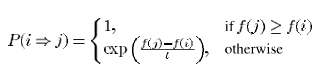 P(i ⇒ j) = { 1, if f(j) ≥ f(i)
exp((f(j)−f(i))/t), otherwise